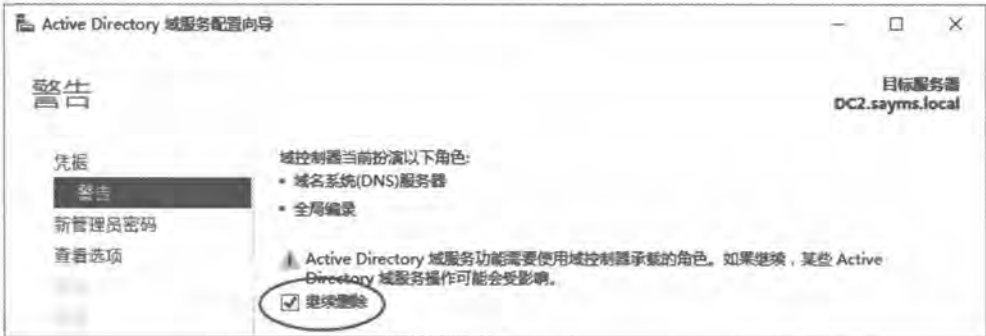 Active Directory 域服务配置向导
警告
目标服务器
DC2.sayms.local
凭据
警告
新管理员密码
查看选项
域控制器当前扮演以下角色:
• 域名系统(DNS)服务器
• 全局编录
Active Directory 域服务功能需要使用域控制器承载的角色。如果继续，某些 Active
Directory 域服务操作可能会受影响。
继续删除